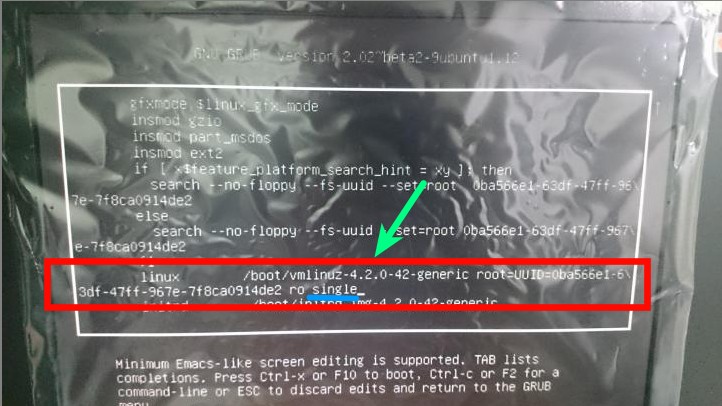 GNU GRUB version 2.02~beta2-9ubuntu1.12
gfxmode $linux_gfx_mode
insmod gzio
insmod part_msdos
insmod ext2
if [ x$feature_platform_search_hint = xy ]; then
search --no-floppy --fs-uuid --set=root 0ba566e1-63df-47ff-96\
7e-7f8ca0914de2
else
search --no-floppy --fs-uuid --set=root 0ba566e1-63df-47ff-967\
e-7f8ca0914de2
fi
linux /boot/vmlinuz-4.2.0-42-generic root=UUID=0ba566e1-6\
3df-47ff-967e-7f8ca0914de2 ro single_
initrd /boot/initrd.img-4.2.0-42-generic
Minimum Emacs-like screen editing is supported. TAB lists
completions. Press Ctrl-x or F10 to boot, Ctrl-c or F2 for a
command-line or ESC to discard edits and return to the GRUB
menu.